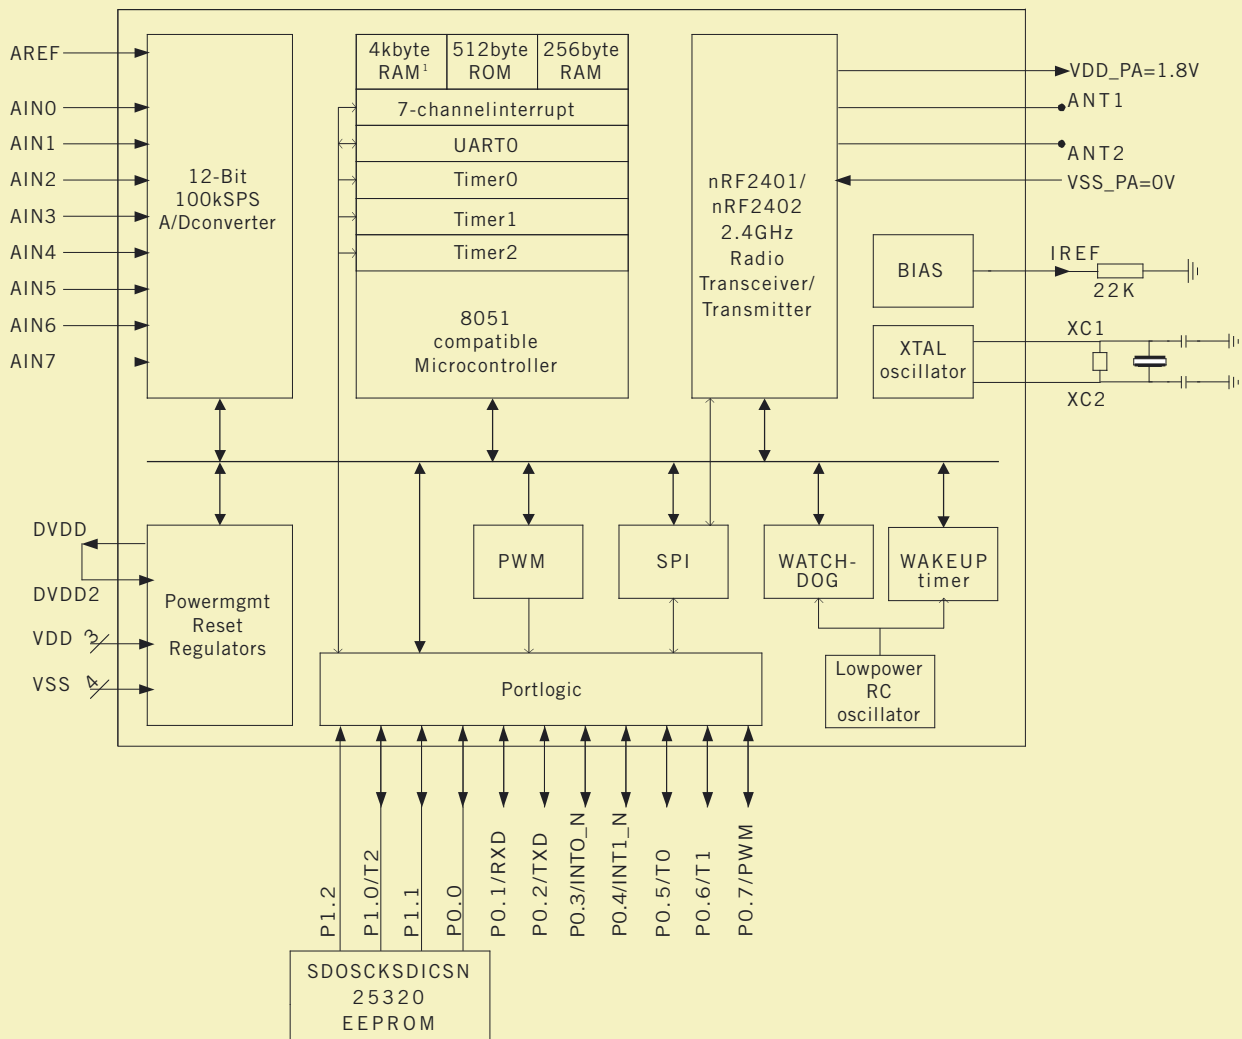 AREF
AIN0
AIN1
AIN2
AIN3
AIN4
AIN5
AIN6
AIN7
12-Bit
100kSPS
A/Dconverter
4kbyte
RAM¹
512byte
ROM
256byte
RAM
7-channelinterrupt
UART0
Timer0
Timer1
Timer2
8051
compatible
Microcontroller
nRF2401/
nRF2402
2.4GHz
Radio
Transceiver/
Transmitter
VDD_PA=1.8V
ANT1
ANT2
VSS_PA=0V
BIAS
IREF
22K
XTAL
oscillator
XC1
XC2
DVDD
DVDD2
VDD 3
VSS 4
Powermgmt
Reset
Regulators
PWM
SPI
WATCH-
DOG
WAKEUP
timer
Lowpower
RC
oscillator
Portlogic
P1.2
P1.0/T2
P1.1
P0.0
P0.1/RXD
P0.2/TXD
P0.3/INT0_N
P0.4/INT1_N
P0.5/T0
P0.6/T1
P0.7/PWM
SDOSCKSDICSN
25320
EEPROM